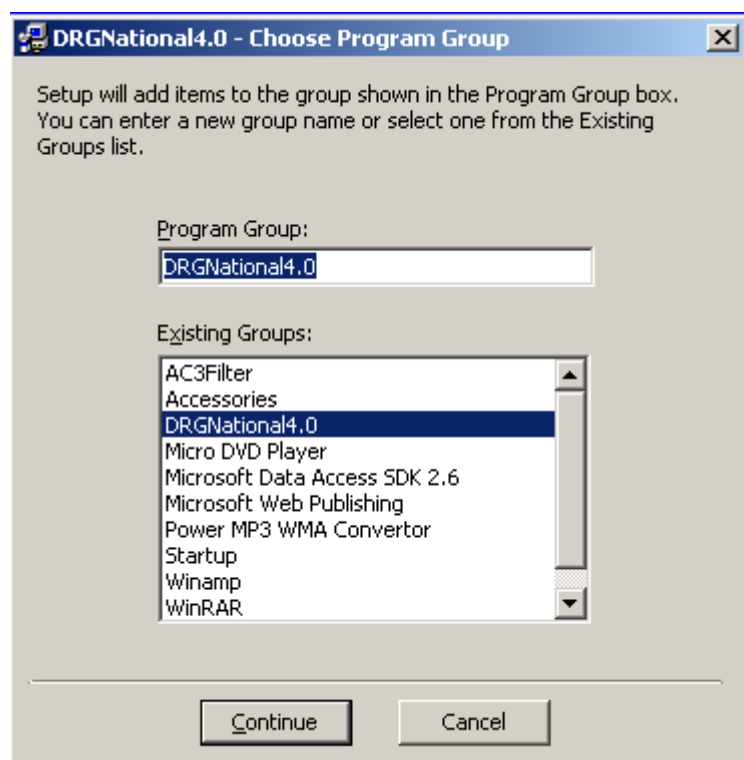 DRGNational4.0 - Choose Program Group
Setup will add items to the group shown in the Program Group box.
You can enter a new group name or select one from the Existing
Groups list.
Program Group:
DRGNational4.0
Existing Groups:
AC3Filter
Accessories
DRGNational4.0
Micro DVD Player
Microsoft Data Access SDK 2.6
Microsoft Web Publishing
Power MP3 WMA Convertor
Startup
Winamp
WinRAR
Continue
Cancel